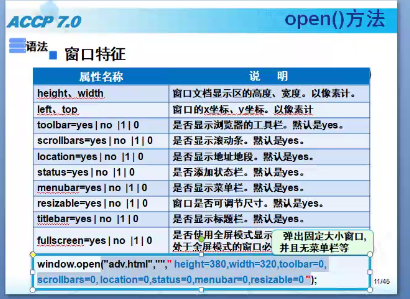 ACCP 7.0
open()方法
语法
窗口特征
属性名称 说 明
height、width 窗口文档显示区的高度、宽度。以像素计。
left、top 窗口的x坐标、y坐标。以像素计
toolbar=yes | no |1 | 0 是否显示浏览器的工具栏。默认是yes。
scrollbars=yes | no |1 | 0 是否显示滚动条。默认是yes。
location=yes | no |1 | 0 是否显示地址地段。默认是yes。
status=yes | no |1 | 0 是否添加状态栏。默认是yes。
menubar=yes | no |1 | 0 是否显示菜单栏。默认是yes。
resizable=yes | no |1 | 0 窗口是否可调节尺寸。默认是yes。
titlebar=yes | no |1 | 0 是否显示标题栏。默认是yes。
fullscreen=yes | no |1 | 0 是否使用全屏模式显示
处于全屏模式的窗口必
弹出固定大小窗口,
并且无菜单栏等
window.open("adv.html",""," height=380,width=320,toolbar=0,
scrollbars=0, location=0,status=0,menubar=0,resizable=0 ");
11/46